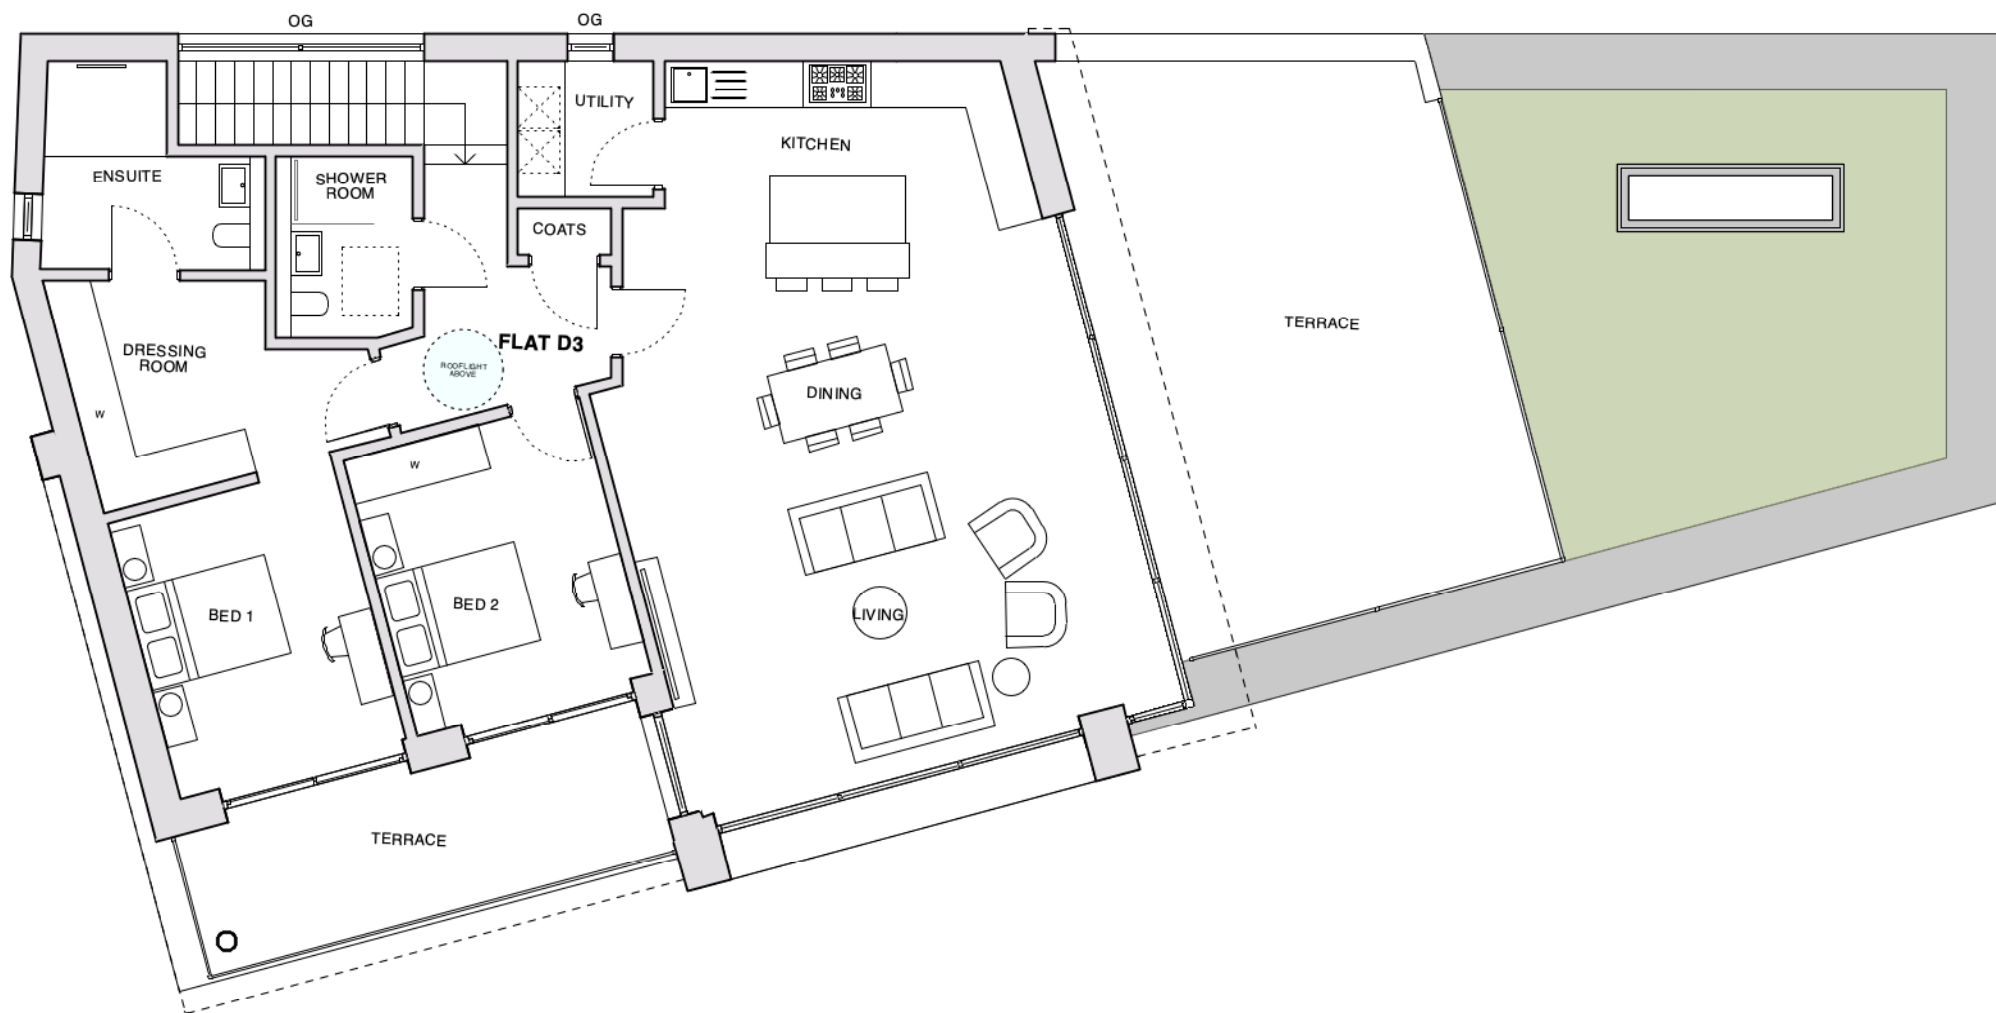 OG
OG
UTILITY
KITCHEN
ENSUITE
SHOWER
ROOM
COATS
TERRACE
FLAT D3
DRESSING
ROOM
ROOFLIGHT
ABOVE
DINING
W
W
BED 1
BED 2
LIVING
TERRACE